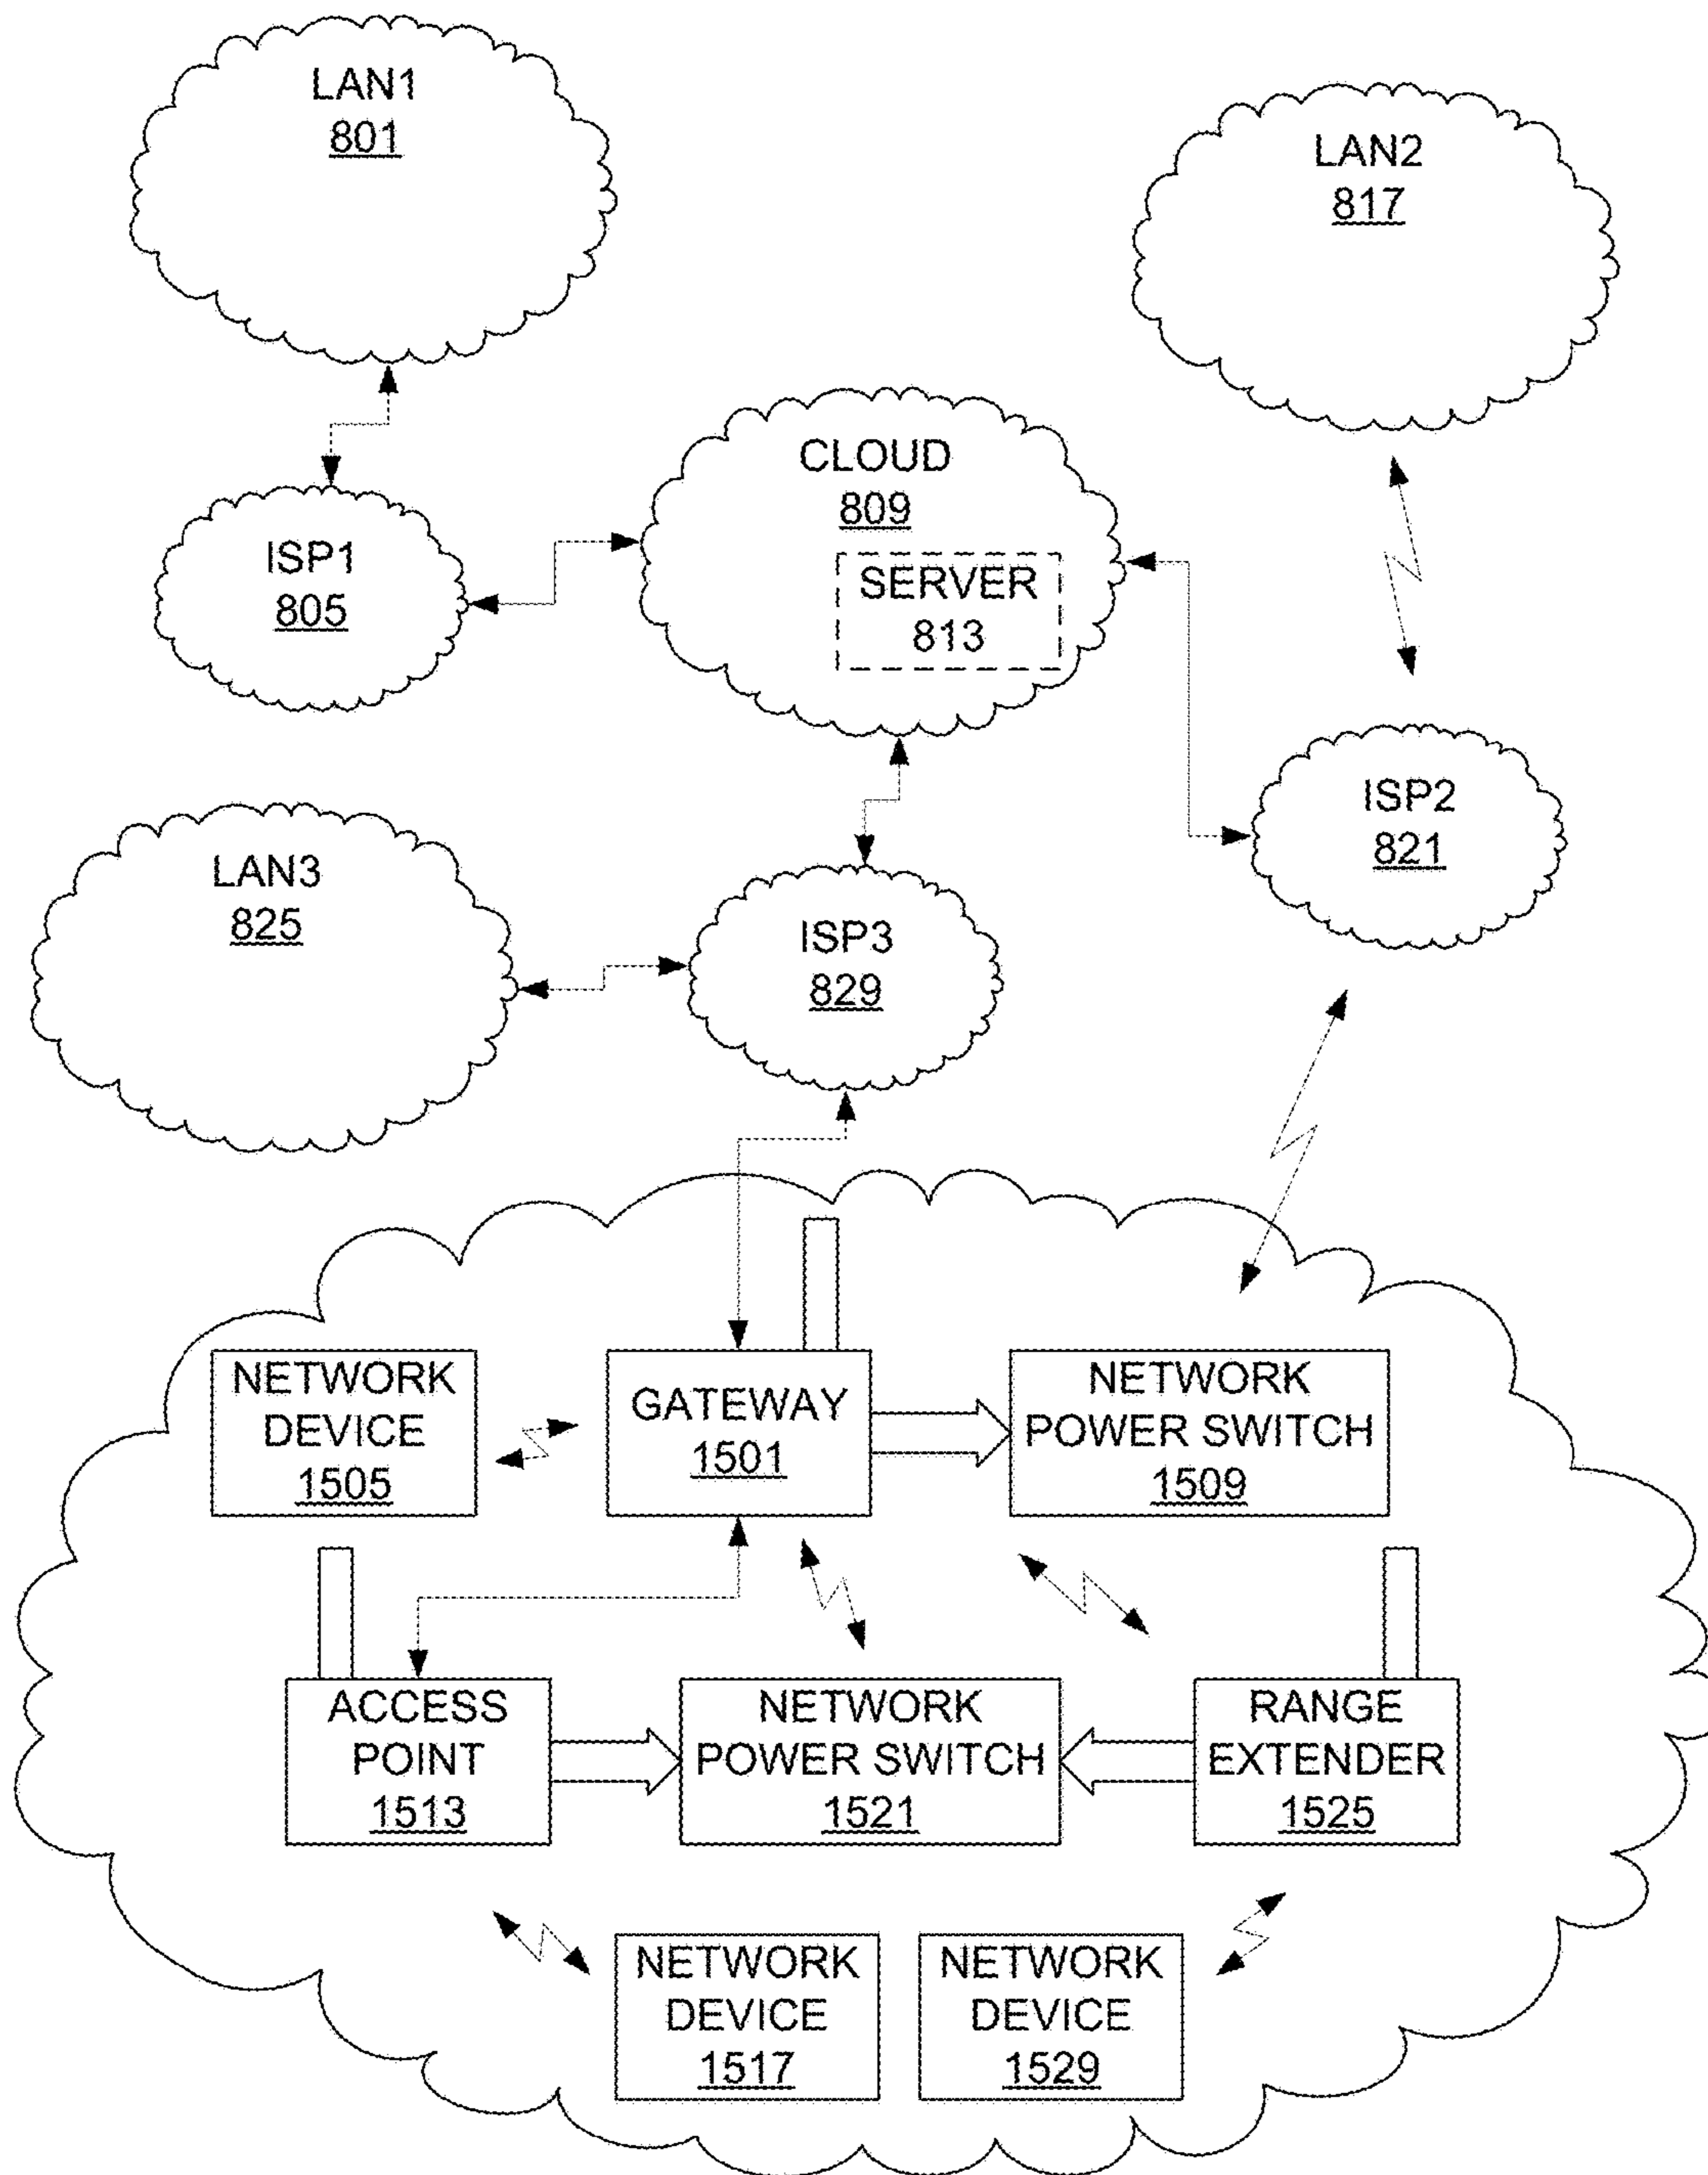 LAN1
801
LAN2
817
CLOUD
809
SERVER
813
ISP1
805
ISP2
821
LAN3
825
ISP3
829
NETWORK
DEVICE
1505
GATEWAY
1501
NETWORK
POWER SWITCH
1509
ACCESS
POINT
1513
NETWORK
POWER SWITCH
1521
RANGE
EXTENDER
1525
NETWORK
DEVICE
1517
NETWORK
DEVICE
1529